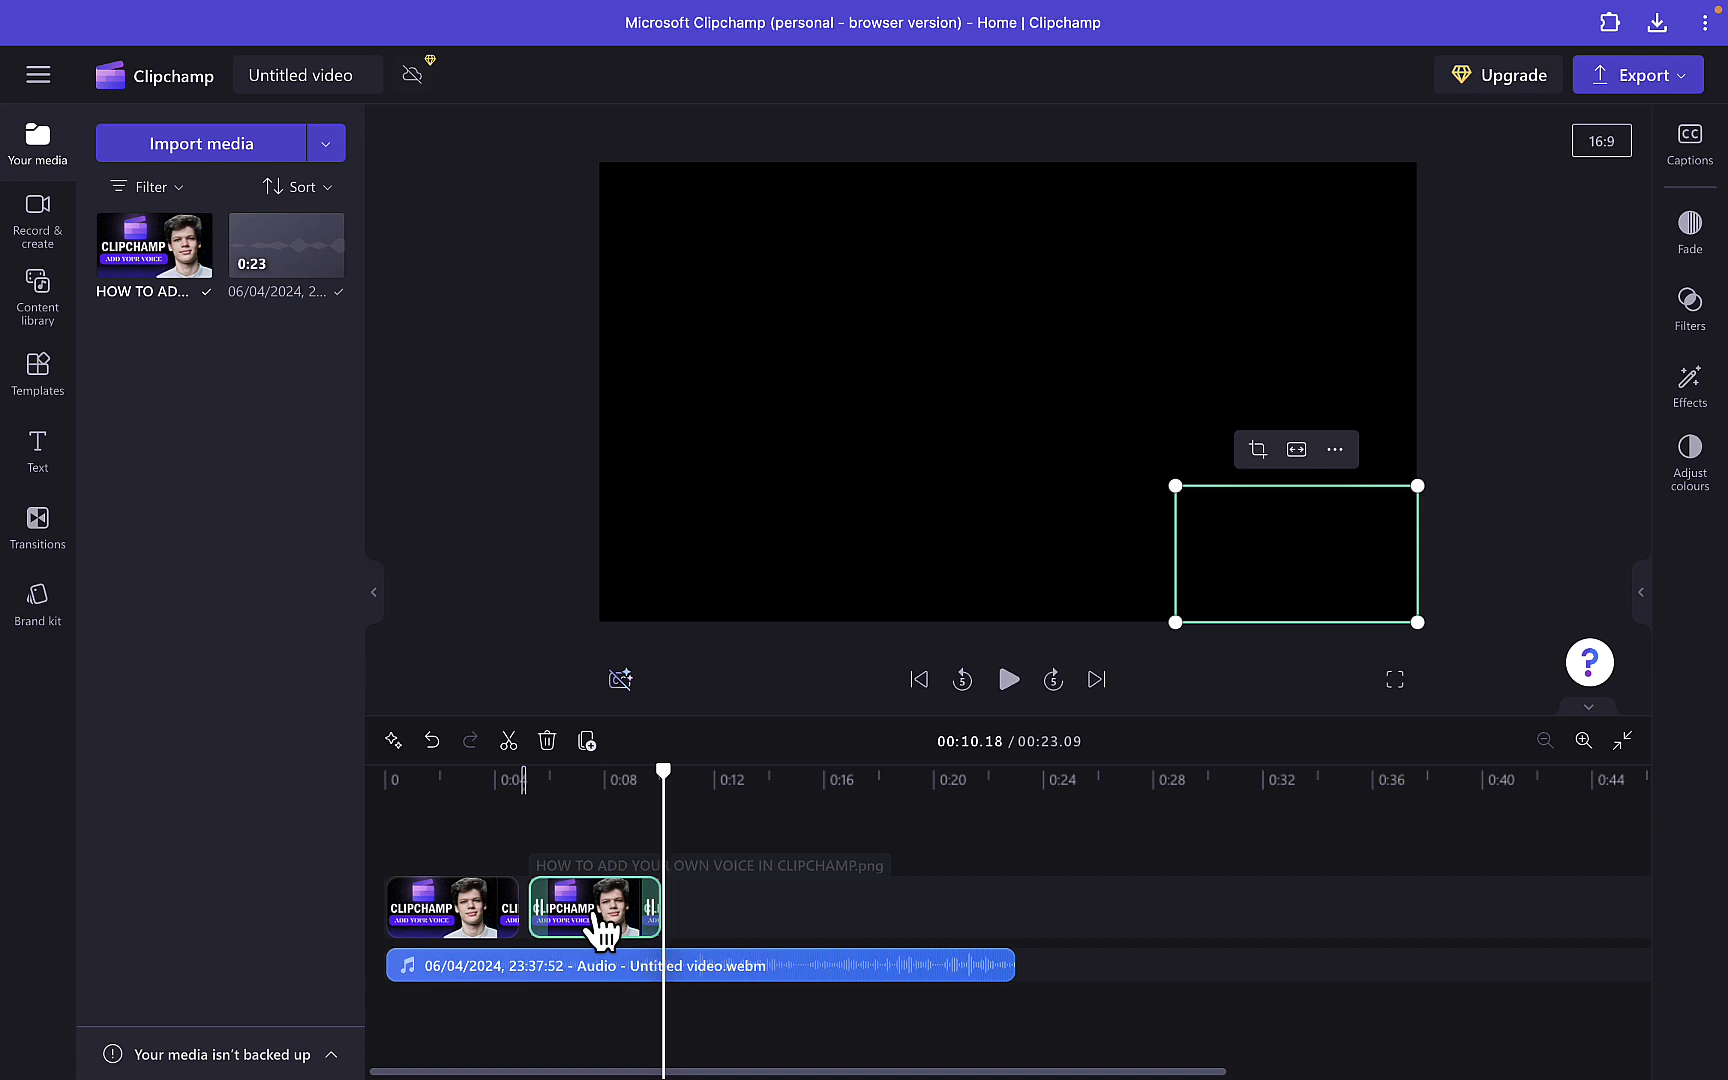 Microsoft Clipchamp (personal - browser version) - Home | Clipchamp
Clipchamp
Untitled video
Upgrade
Export
Your media
Import media
16:9
CC
Captions
Filter
Sort
Record & create
CLIPCHAMP
ADD YOUR VOICE
0:23
HOW TO AD...
06/04/2024, 2...
Fade
Content library
Filters
Templates
Effects
Text
Adjust colours
Transitions
Brand kit
5
5
?
00:10.18 / 00:23.09
0
0:04
0:08
0:12
0:16
0:20
0:24
0:28
0:32
0:36
0:40
0:44
HOW TO ADD YOUR OWN VOICE IN CLIPCHAMP.png
CLIPCHAMP
ADD YOUR VOICE
CLI
ADD
CLIPCHAMP
ADD YOUR VOICE
06/04/2024, 23:37:52 - Audio - Untitled video.webm
Your media isn't backed up